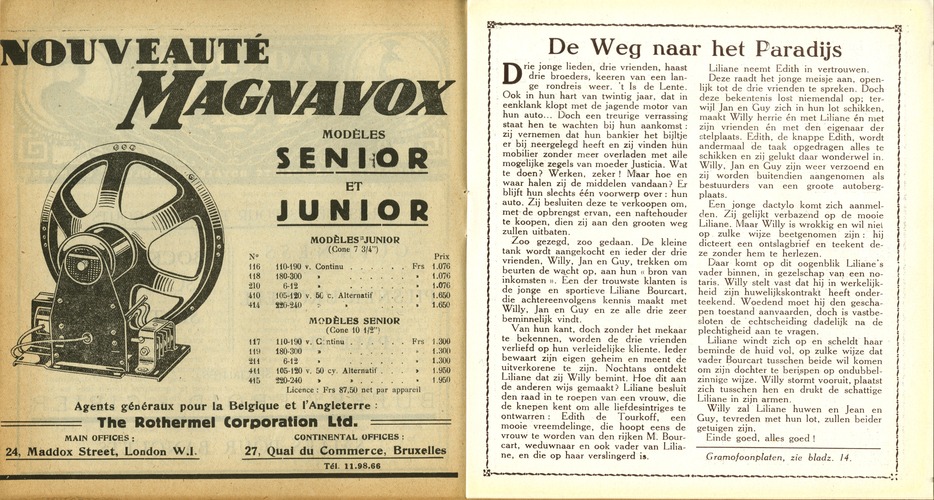 NOUVEAUTÉ
MAGNAVOX
MODÈLES
SENIOR
ET
JUNIOR
MODÈLES JUNIOR
(Cone 7 3/4")
Nº Prix
116 110-190 v. Continu . . . . . Frs 1.076
118 180-300 » » . . . . . » 1.076
210 6-12 » » . . . . . » 1.076
410 105-120 v. 50 c. Alternatif . . . » 1.650
414 220-240 » » . . . » 1.650
MODÈLES SENIOR
(Cone 10 1/2")
117 110-190 v. Continu . . . . . Frs 1.300
119 180-300 » . . . . . » 1.300
211 6-12 » . . . . . » 1.300
411 105-120 v. 50 cy. Alternatif . . . » 1.950
415 220-240 » » . . . » 1.950
Licence : Frs 87.50 net par appareil
Agents généraux pour la Belgique et l'Angleterre :
The Rothermel Corporation Ltd.
MAIN OFFICES :
24, Maddox Street, London W.I.
CONTINENTAL OFFICES :
27, Quai du Commerce, Bruxelles
Tél. 11.98.66
De Weg naar het Paradijs
Drie jonge lieden, drie vrienden, haast
drie broeders, keeren van een lan-
ge rondreis weer. 't Is de Lente.
Ook in hun hart van twintig jaar, dat in
eenklank klopt met de jagende motor van
hun auto... Doch een treurige verrassing
staat hen te wachten bij hun aankomst :
zij vernemen dat hun bankier het bijltje
er bij neergelegd heeft en zij vinden hun
mobilier zonder meer overladen met alle
mogelijke zegels van moeder Justicia. Wat
te doen? Werken, zeker! Maar hoe en
waar halen zij de middelen vandaan? Er
blijft hun slechts één voorwerp over : hun
auto. Zij besluiten deze te verkoopen om,
met de opbrengst ervan, een naftehouder
te koopen, dien zij aan den grooten weg
zullen uitbaten.
Zoo gezegd, zoo gedaan. De kleine
tank wordt aangekocht en ieder der drie
vrienden, Willy, Jan en Guy, trekken om
beurten de wacht op, aan hun « bron van
inkomsten ». Een der trouwste klanten is
de jonge en sportieve Liliane Bourcart,
die achtereenvolgens kennis maakt met
Willy, Jan en Guy en ze alle drie zeer
beminnelijk vindt.
Van hun kant, doch zonder het mekaar
te bekennen, worden de drie vrienden
verliefd op hun verleidelijke kliente. Ieder
bewaart zijn eigen geheim en meent de
uitverkorene te zijn. Nochtans ontdekt
Liliane dat zij Willy bemint. Hoe dit aan
de anderen wijs gemaakt? Liliane besluit
den raad in te roepen van een vrouw, die
de knepen kent om alle liefdesintriges te
ontwarren : Edith de Tourkoff, een
mooie vreemdelinge, die hoopt eens de
vrouw te worden van den rijken M. Bour-
cart, weduwnaar en ook vader van Lilia-
ne, en die op haar verslingerd is.
Liliane neemt Edith in vertrouwen.
Deze raadt het jonge meisje aan, open-
lijk tot de drie vrienden te spreken. Doch
deze bekentenis lost niemendal op; ter-
wijl Jan en Guy zich in hun lot schikken,
maakt Willy herrie én met Liliane én met
zijn vrienden én met den eigenaar der
stelplaats. Edith, de knappe Edith, wordt
andermaal de taak opgedragen alles te
schikken en zij gelukt daar wonderwel in.
Willy, Jan en Guy zijn weer verzoend en
zij worden buitendien aangenomen als
bestuurders van een groote autoberg-
plaats.
Een jonge dactylo komt zich aanmel-
den. Zij gelijkt verbazend op de mooie
Liliane. Maar Willy is wrokkig en wil niet
op zulke wijze beetgenomen zijn : hij
dicteert een ontslagbrief en teekent de-
ze zonder hem te herlezen.
Daar komt op dit oogenblik Liliane's
vader binnen, in gezelschap van een no-
taris. Willy stelt vast dat hij in werkelijk-
heid zijn huwelijkskontrakt heeft onder-
teekend. Woedend moet hij den gescha-
pen toestand aanvaarden, doch is vastbe-
sloten de echtscheiding dadelijk na de
plechtigheid aan te vragen.
Liliane windt zich op en scheldt haar
beminde de huid vol, op zulke wijze dat
vader Bourcart tusschen beide wil komen
om zijn dochter te berispen op ondubbel-
zinnige wijze. Willy stormt vooruit, plaatst
zich tusschen hen en drukt de schattige
Liliane in zijn armen.
Willy zal Liliane huwen en Jean en
Guy, tevreden met hun lot, zullen beider
getuigen zijn.
Einde goed, alles goed !
Gramofoonplaten, zie bladz. 14.